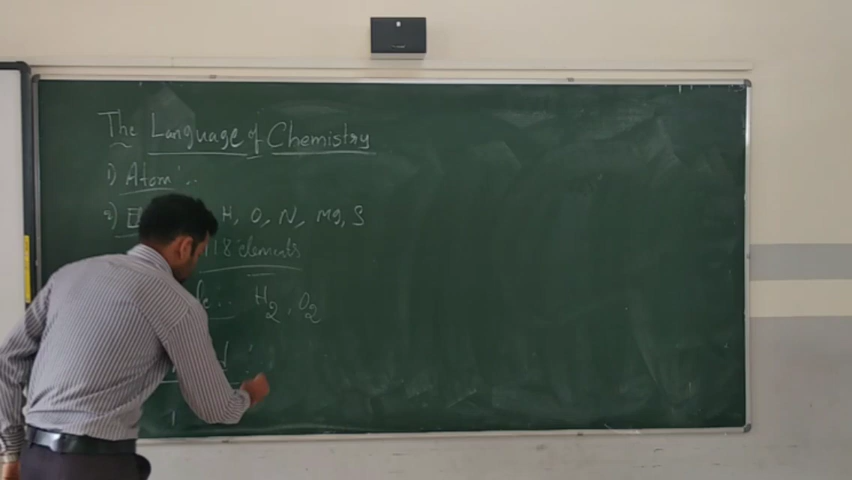 The Language of Chemistry
1) Atom :-
2) H, O, N, Mg, S
118 elements
H2, O2